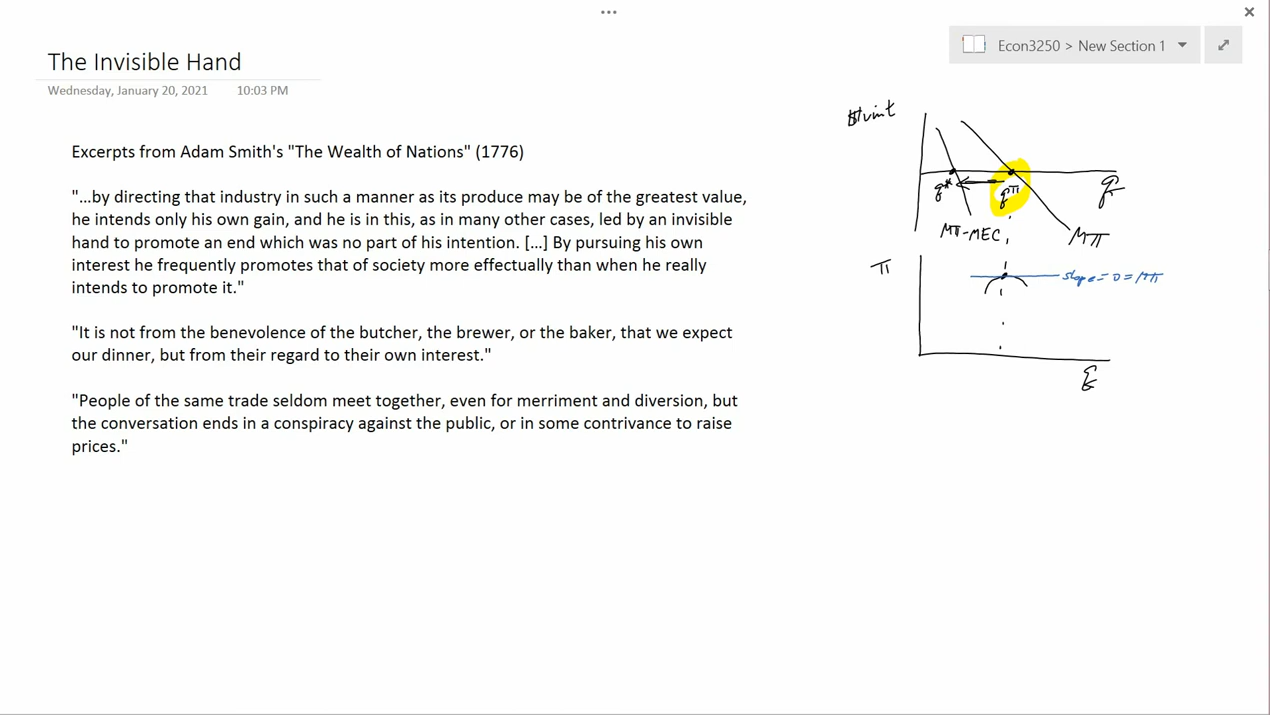 Econ3250 > New Section 1
The Invisible Hand
Wednesday, January 20, 2021 10:03 PM
Excerpts from Adam Smith's "The Wealth of Nations" (1776)
"...by directing that industry in such a manner as its produce may be of the greatest value,
he intends only his own gain, and he is in this, as in many other cases, led by an invisible
hand to promote an end which was no part of his intention. [...] By pursuing his own
interest he frequently promotes that of society more effectually than when he really
intends to promote it."
"It is not from the benevolence of the butcher, the brewer, or the baker, that we expect
our dinner, but from their regard to their own interest."
"People of the same trade seldom meet together, even for merriment and diversion, but
the conversation ends in a conspiracy against the public, or in some contrivance to raise
prices."
$/unit
q* q^π q
Mπ-MEC Mπ
π
slope = 0 = Mπ